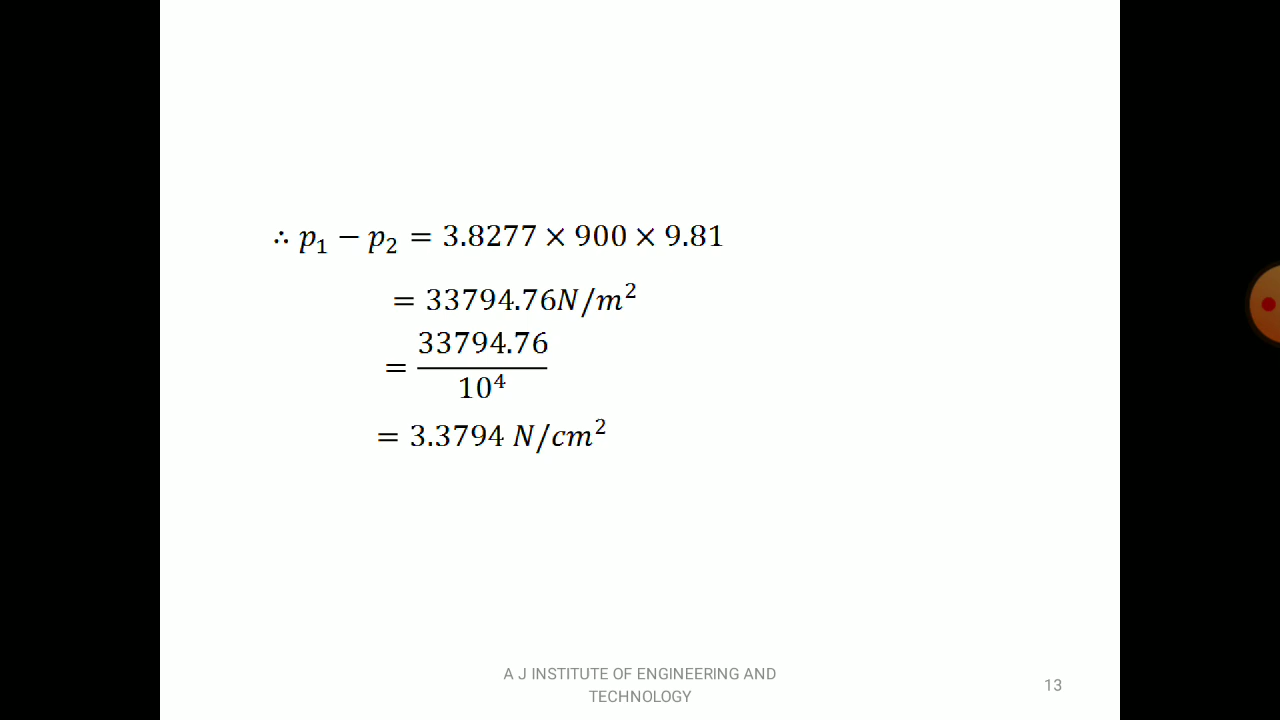 ∴ p₁ − p₂ = 3.8277 × 900 × 9.81
= 33794.76N/m²
= 33794.76/10⁴
= 3.3794 N/cm²
A J INSTITUTE OF ENGINEERING AND
TECHNOLOGY
13